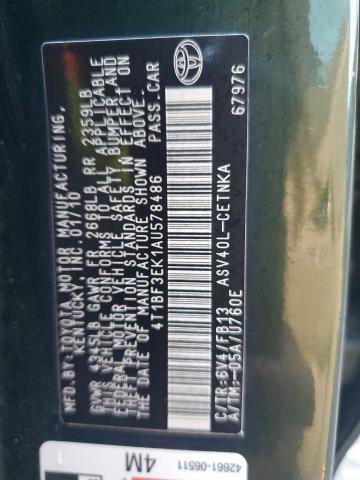 MFD.BY: TOYOTA MOTOR MANUFACTURING,
KENTUCKY, INC. 01/10
GVWR 4345LB GAWR FR 2668LB RR 2359LB
THIS VEHICLE CONFORMS TO ALL APPLICABLE
FEDERAL MOTOR VEHICLE SAFETY, BUMPER, AND
THEFT PREVENTION STANDARDS IN EFFECT ON
THE DATE OF MANUFACTURE SHOWN ABOVE.
4T1BF3EK1AU578486 PASS.CAR
C/TR:6V4/FB13 ASV40L-CETNKA
A/TM:-05A/U760E 67976
42661-06511
4M